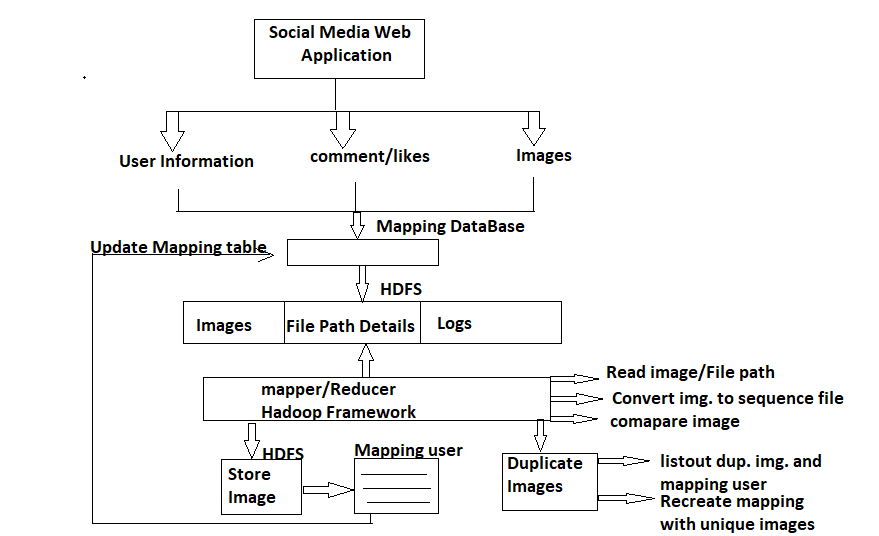 Social Media Web
Application
User Information
comment/likes
Images
Mapping DataBase
Update Mapping table
HDFS
Images
File Path Details
Logs
mapper/Reducer
Hadoop Framework
Read image/File path
Convert img. to sequence file
comapare image
HDFS
Store
Image
Mapping user
Duplicate
Images
listout dup. img. and
mapping user
Recreate mapping
with unique images